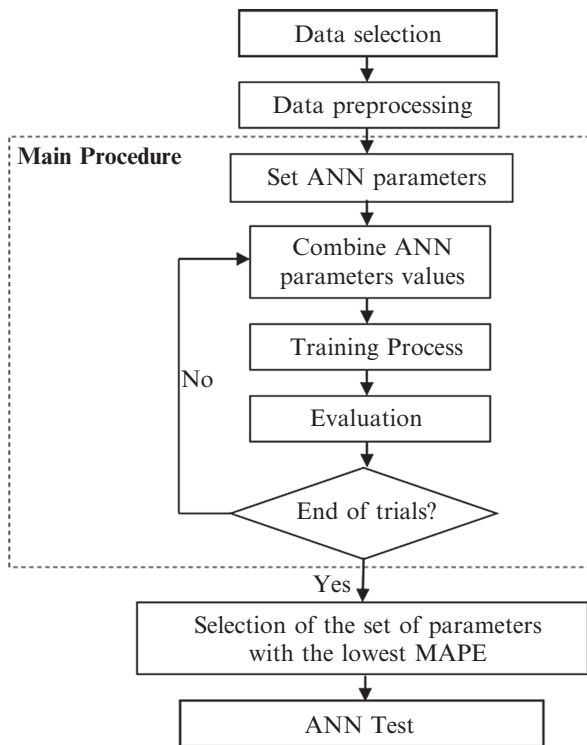 Data selection
Data preprocessing
Main Procedure
Set ANN parameters
Combine ANN
parameters values
Training Process
No
Evaluation
End of trials?
Yes
Selection of the set of parameters
with the lowest MAPE
ANN Test